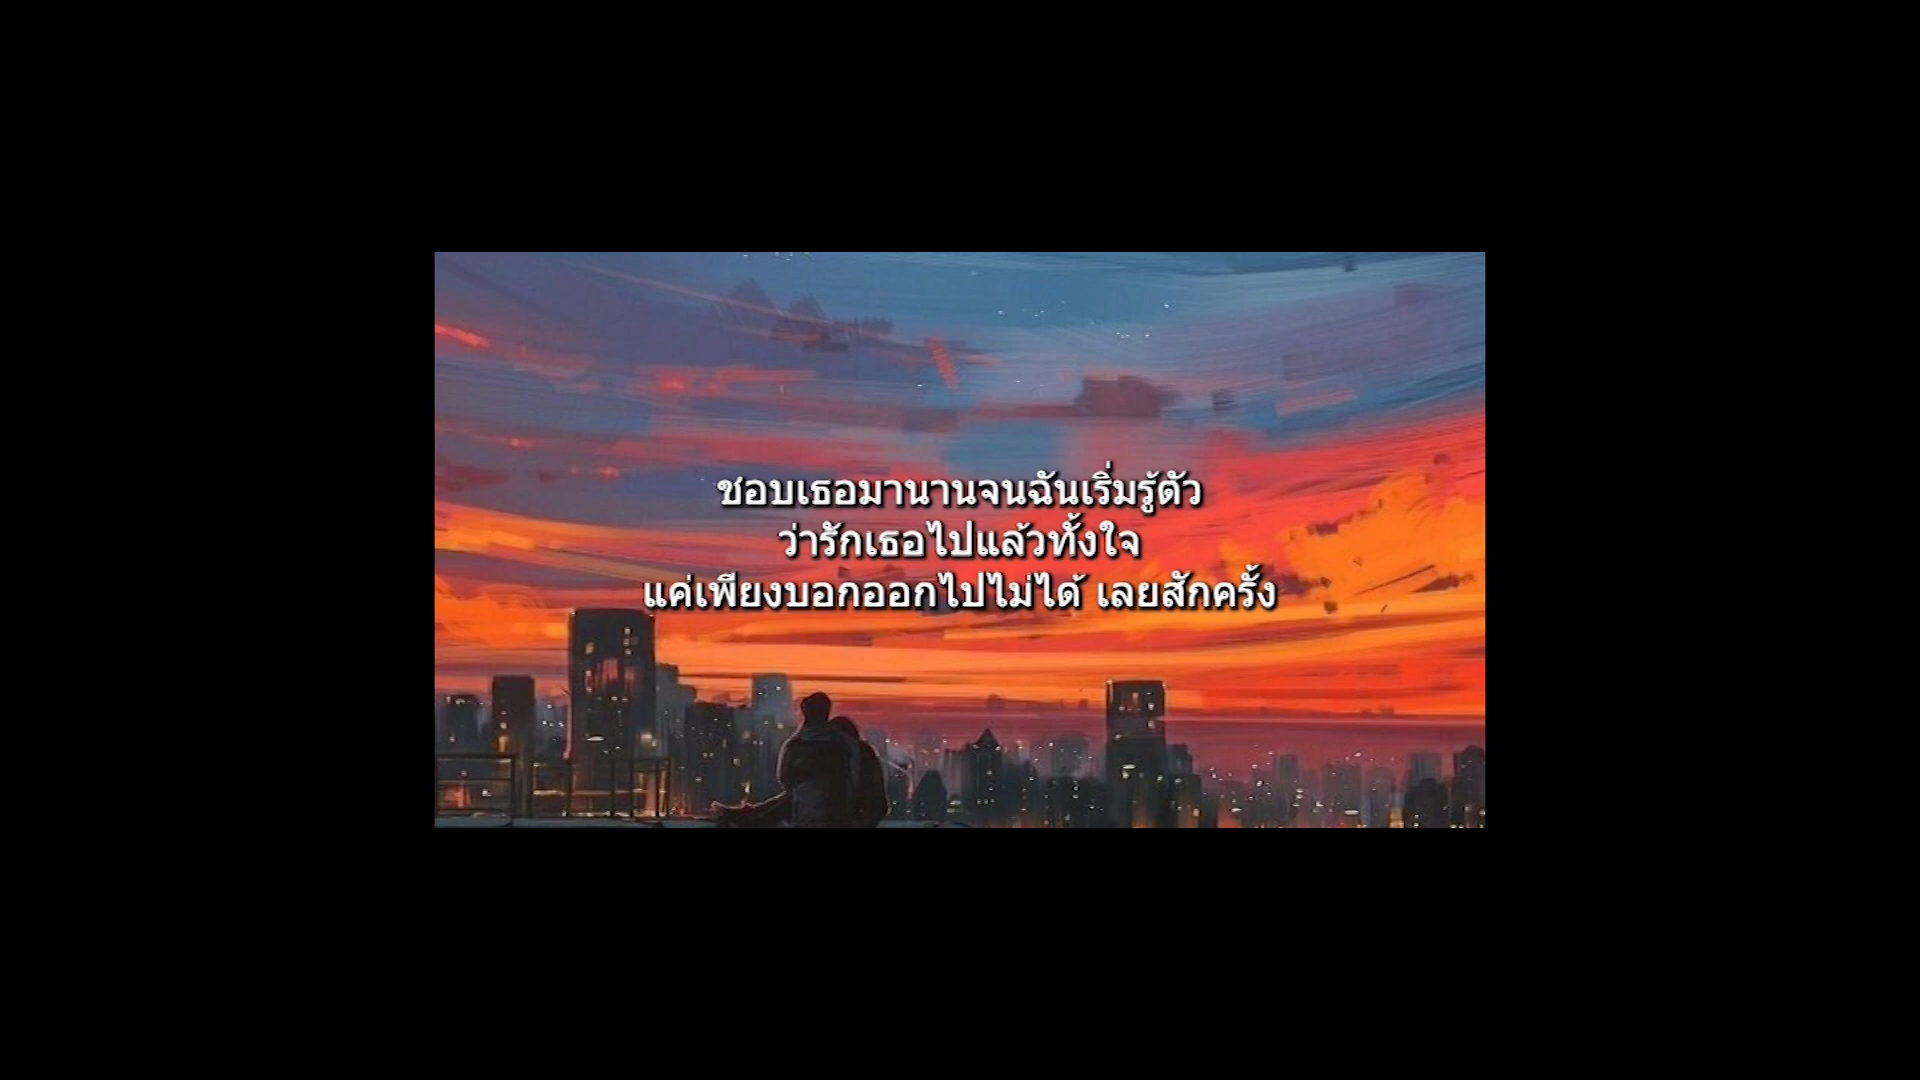 ชอบเธอมานานจนฉันเริ่มรู้ตัว
ว่ารักเธอไปแล้วทั้งใจ
แค่เพียงบอกออกไปไม่ได้ เลยสักครั้ง